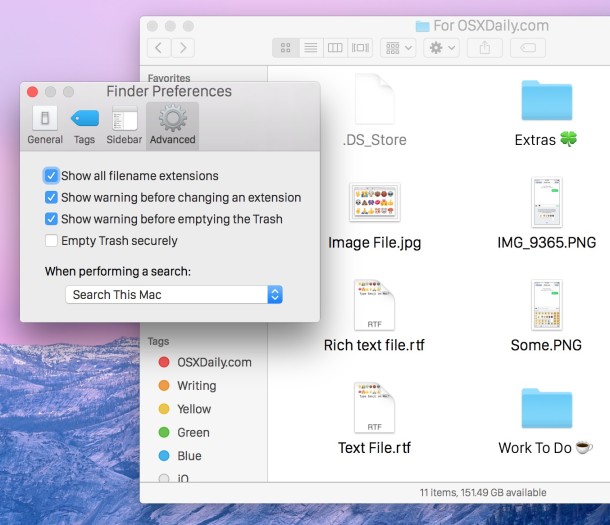 For OSXDaily.com
Favorites
Finder Preferences
General
Tags
Sidebar
Advanced
Show all filename extensions
Show warning before changing an extension
Show warning before emptying the Trash
Empty Trash securely
When performing a search:
Search This Mac
Tags
OSXDaily.com
Writing
Yellow
Green
Blue
.DS_Store
Extras 🍀
Image File.jpg
IMG_9365.PNG
RTF
Rich text file.rtf
Some.PNG
RTF
Text File.rtf
Work To Do ☕
11 items, 151.49 GB available